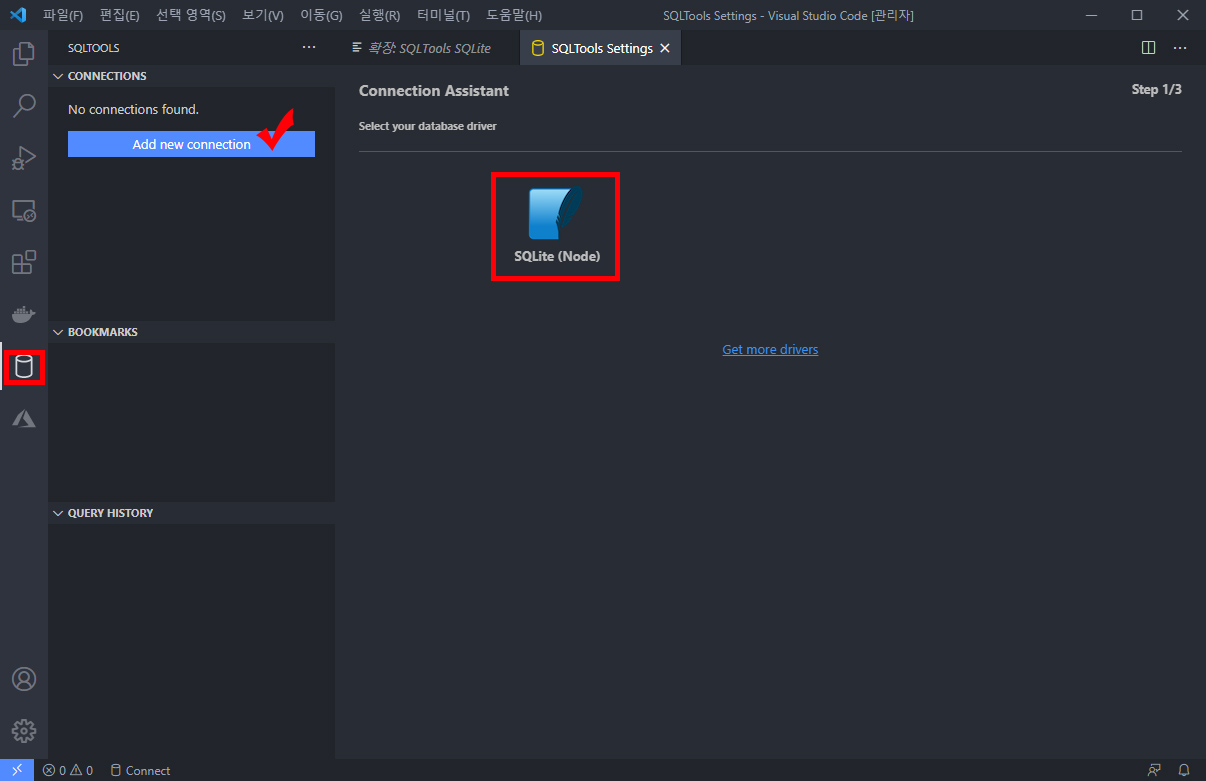 파일(F) 편집(E) 선택 영역(S) 보기(V) 이동(G) 실행(R) 터미널(T) 도움말(H) SQLTools Settings - Visual Studio Code [관리자]
SQLTOOLS
확장: SQLTools SQLite
SQLTools Settings
CONNECTIONS
No connections found.
Add new connection
BOOKMARKS
QUERY HISTORY
Connection Assistant
Step 1/3
Select your database driver
SQLite (Node)
Get more drivers
0 0 Connect